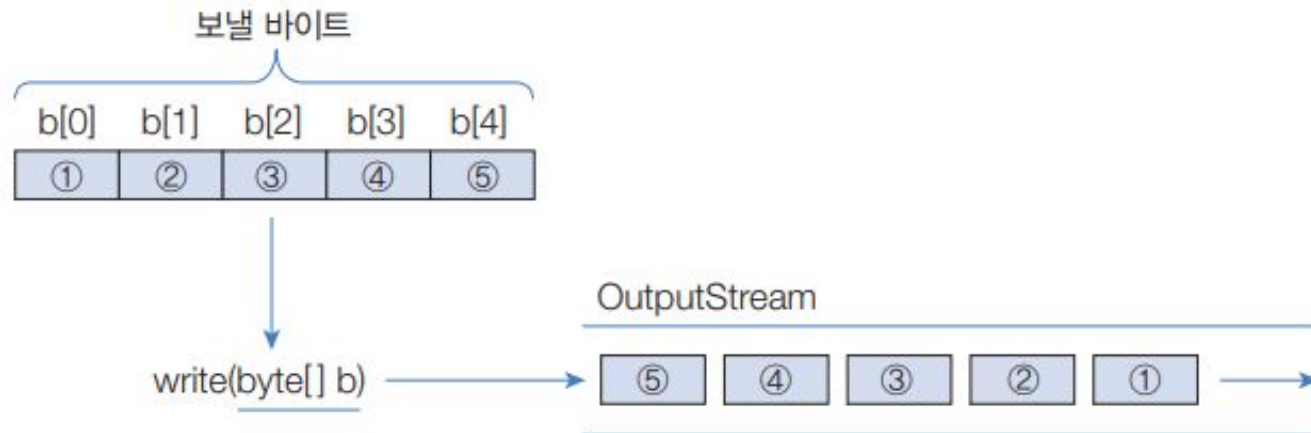 보낼 바이트
b[0] b[1] b[2] b[3] b[4]
① ② ③ ④ ⑤
OutputStream
write(byte[] b)
⑤ ④ ③ ② ①